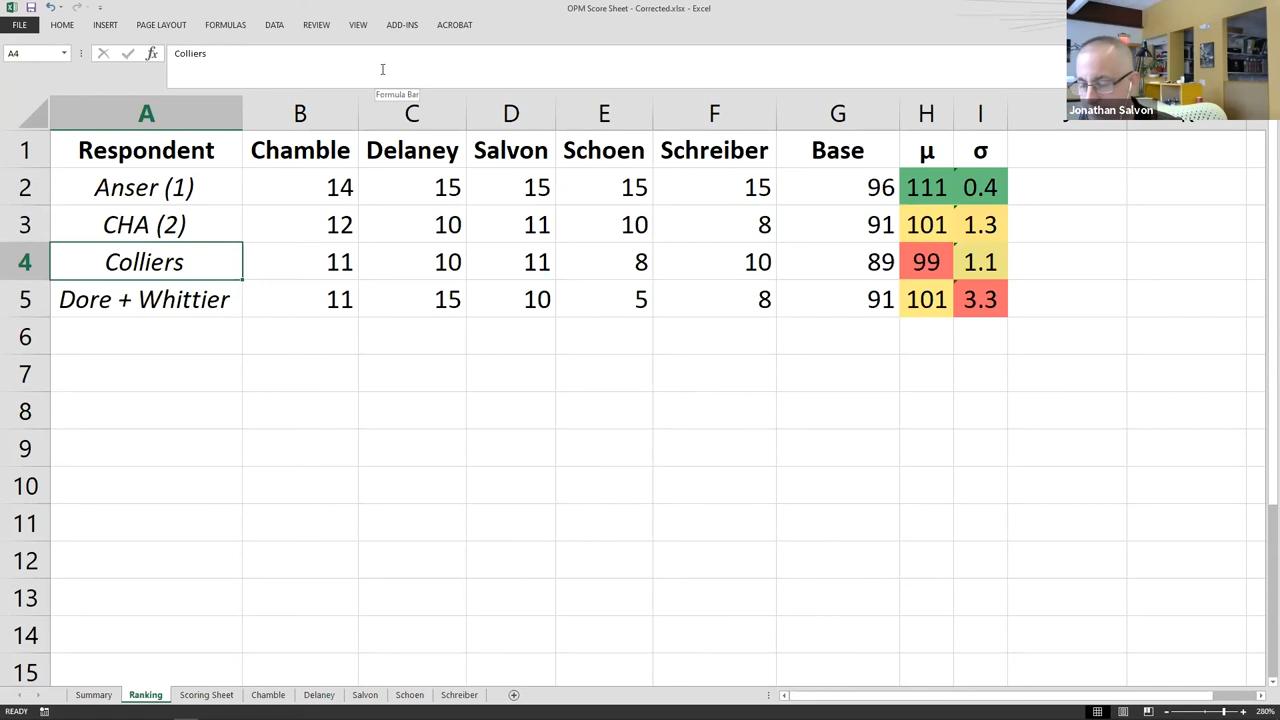 OPM Score Sheet - Corrected.xlsx - Excel
FILE HOME INSERT PAGE LAYOUT FORMULAS DATA REVIEW VIEW ADD-INS ACROBAT
Jonathan Salvon
A4 fx Colliers
Formula Bar
A B C D E F G H I
1 Respondent Chamble Delaney Salvon Schoen Schreiber Base μ σ
2 Anser (1) 14 15 15 15 15 96 111 0.4
3 CHA (2) 12 10 11 10 8 91 101 1.3
4 Colliers 11 10 11 8 10 89 99 1.1
5 Dore + Whittier 11 15 10 5 8 91 101 3.3
6
7
8
9
10
11
12
13
14
15
Summary Ranking Scoring Sheet Chamble Delaney Salvon Schoen Schreiber
READY 280%